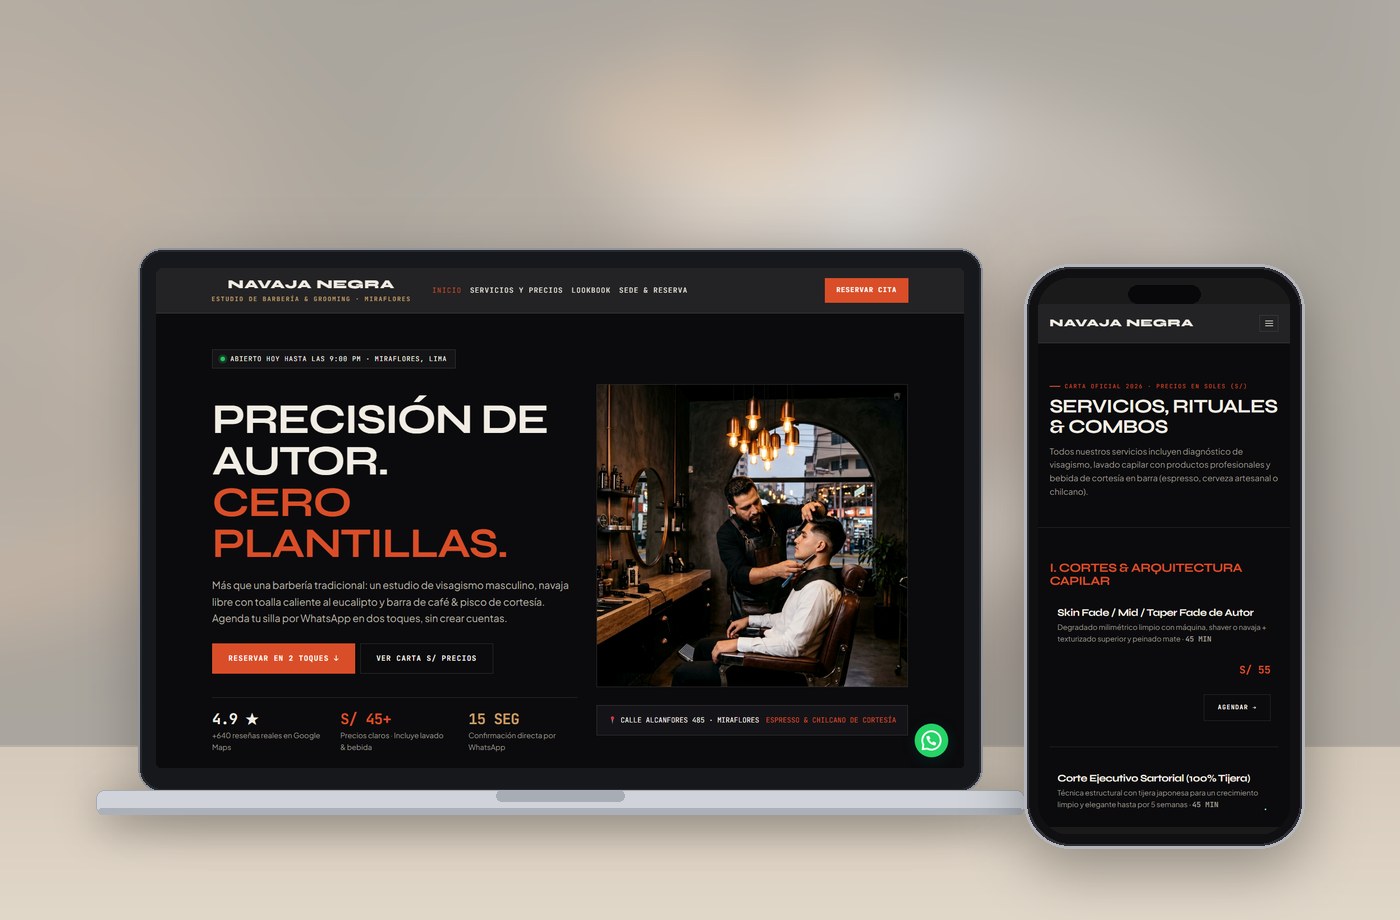 NAVAJA NEGRA
ESTUDIO DE BARBERÍA & GROOMING · MIRAFLORES
INICIO SERVICIOS Y PRECIOS LOOKBOOK SEDE & RESERVA
RESERVAR CITA
ABIERTO HOY HASTA LAS 9:00 PM · MIRAFLORES, LIMA
PRECISIÓN DE
AUTOR.
CERO
PLANTILLAS.
Más que una barbería tradicional: un estudio de visagismo masculino, navaja
libre con toalla caliente al eucalipto y barra de café & pisco de cortesía.
Agenda tu silla por WhatsApp en dos toques, sin crear cuentas.
RESERVAR EN 2 TOQUES ↓
VER CARTA S/ PRECIOS
4.9 ★
+640 reseñas reales en Google
Maps
S/ 45+
Precios claros · Incluye lavado
& bebida
15 SEG
Confirmación directa por
WhatsApp
CALLE ALCANFORES 485 · MIRAFLORES
ESPRESSO & CHILCANO DE CORTESÍA
NAVAJA NEGRA
CARTA OFICIAL 2026 · PRECIOS EN SOLES (S/)
SERVICIOS, RITUALES
& COMBOS
Todos nuestros servicios incluyen diagnóstico de
visagismo, lavado capilar con productos profesionales y
bebida de cortesía en barra (espresso, cerveza artesanal o
chilcano).
I. CORTES & ARQUITECTURA
CAPILAR
Skin Fade / Mid / Taper Fade de Autor
Degradado milimétrico limpio con máquina, shaver o navaja +
texturizado superior y peinado mate · 45 MIN
S/ 55
AGENDAR →
Corte Ejecutivo Sartorial (100% Tijera)
Técnica estructural con tijera japonesa para un crecimiento
limpio y elegante hasta por 5 semanas · 45 MIN